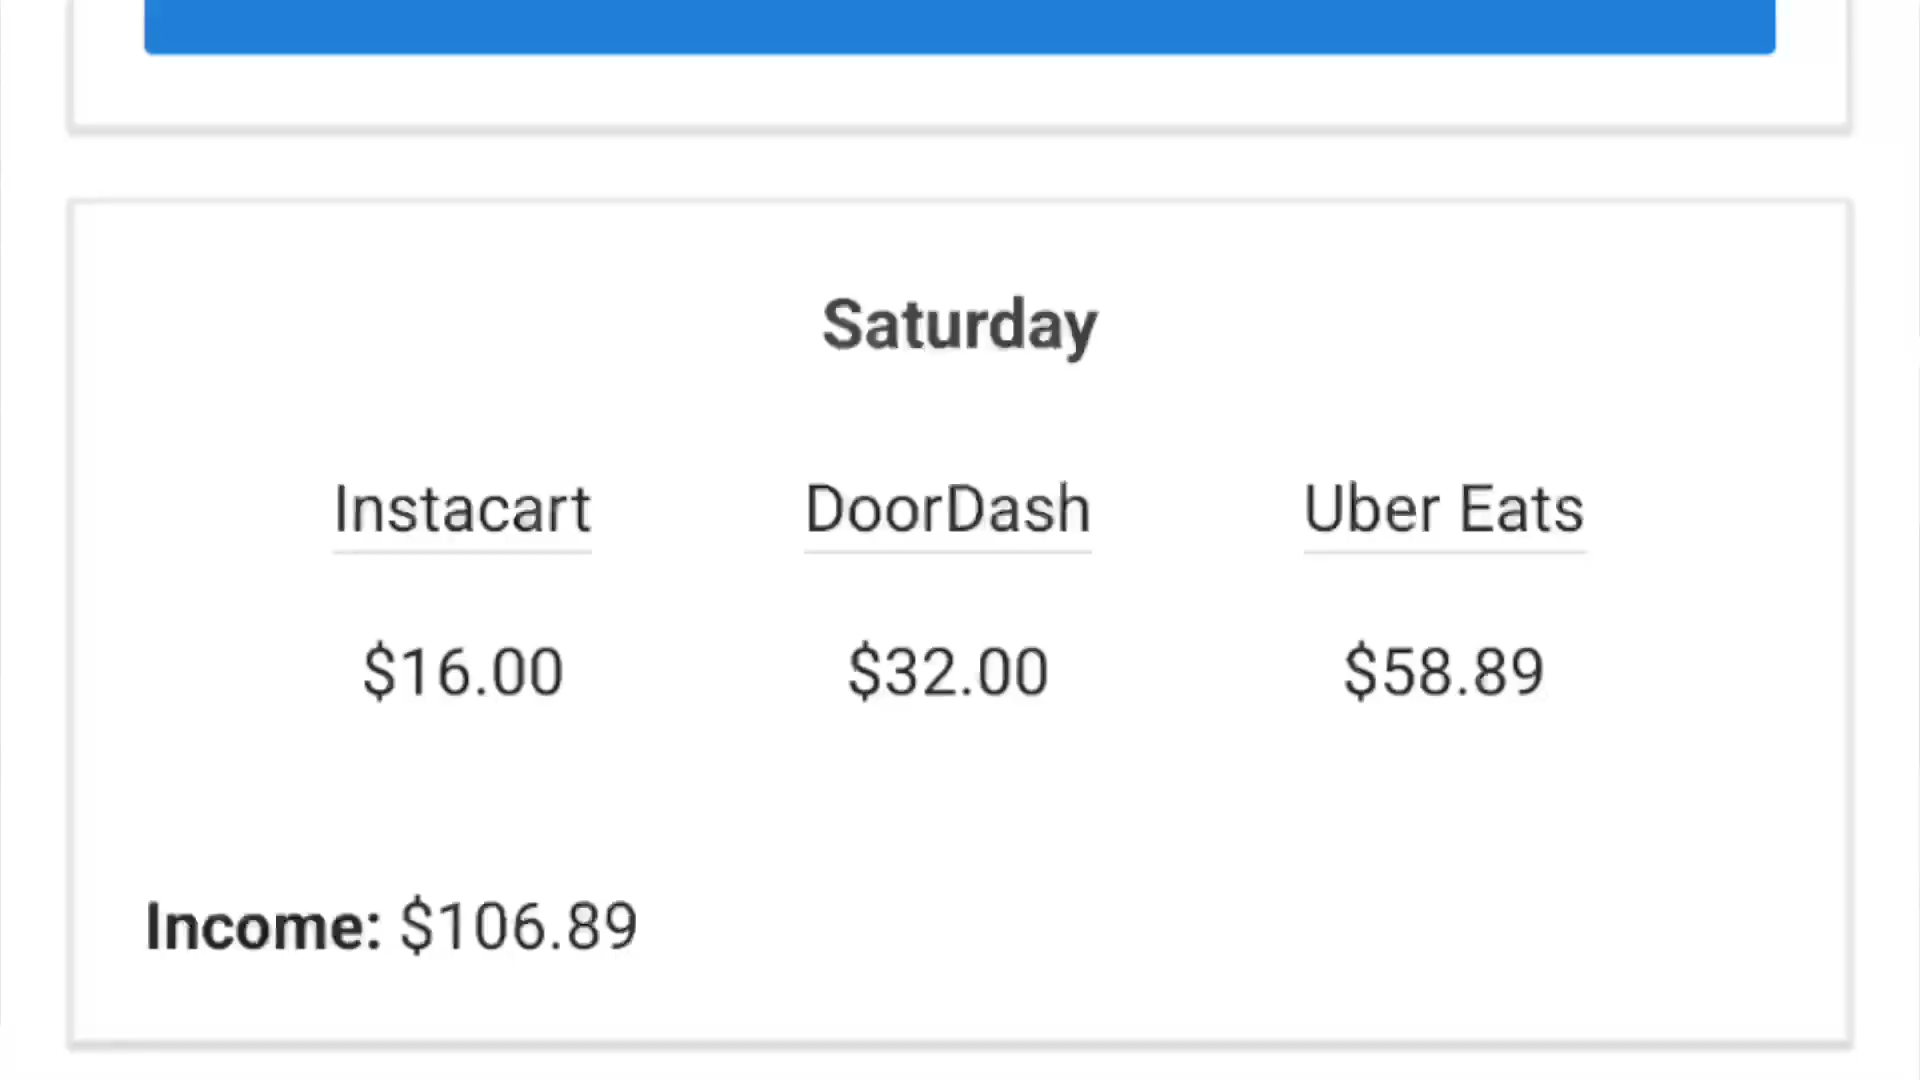 Saturday
Instacart DoorDash Uber Eats
$16.00 $32.00 $58.89
Income: $106.89